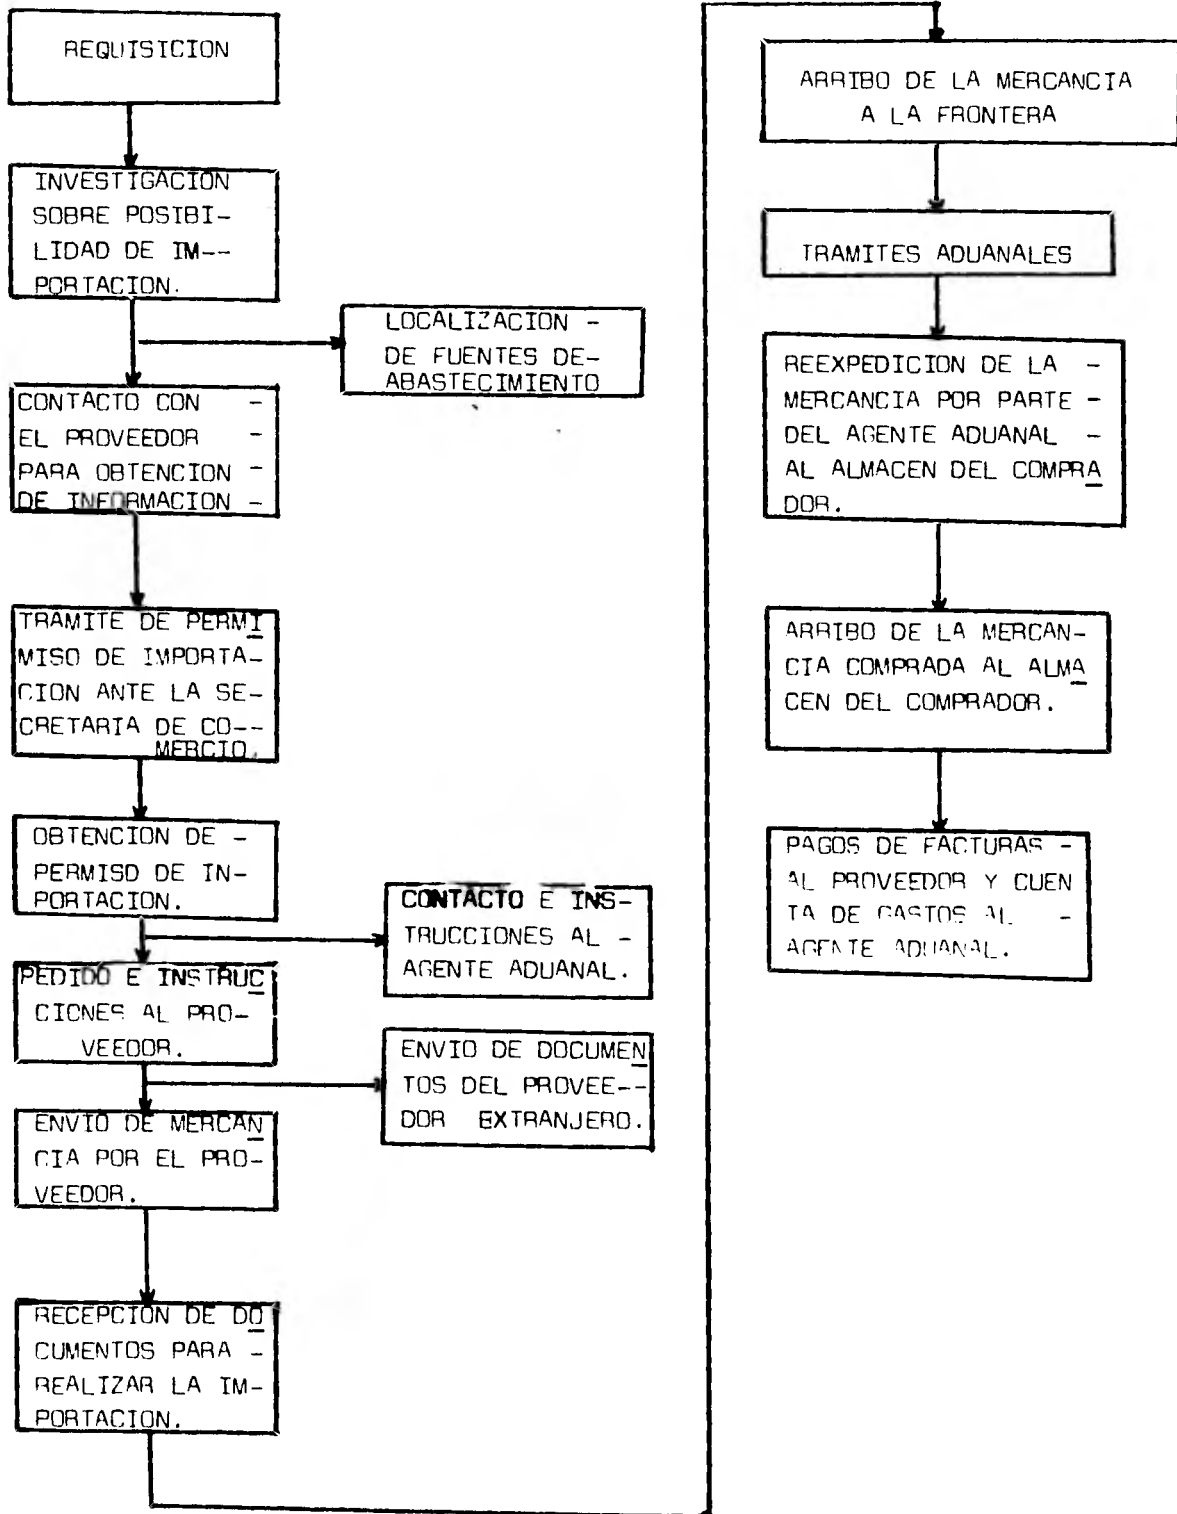 REQUISICION
INVESTIGACION
SOBRE POSIBI-
LIDAD DE IM--
PORTACION.
LOCALIZACION -
DE FUENTES DE-
ABASTECIMIENTO
CONTACTO CON -
EL PROVEEDOR -
PARA OBTENCION -
DE INFORMACION -
TRAMITE DE PERMI
MISO DE IMPORTA-
CION ANTE LA SE-
CRETARIA DE CO--
MERCIO.
OBTENCION DE -
PERMISO DE IN-
PORTACION.
CONTACTO E INS-
TRUCCIONES AL -
AGENTE ADUANAL.
PEDIDO E INSTRUC
CIONES AL PRO-
VEEDOR.
ENVIO DE DOCUMEN
TOS DEL PROVEE--
DOR EXTRANJERO.
ENVIO DE MERCAN
CIA POR EL PRO-
VEEDOR.
RECEPCION DE DO
CUMENTOS PARA -
REALIZAR LA IM-
PORTACION.
ARRIBO DE LA MERCANCIA
A LA FRONTERA
TRAMITES ADUANALES
REEXPEDICION DE LA -
MERCANCIA POR PARTE -
DEL AGENTE ADUANAL -
AL ALMACEN DEL COMPRA
DOR.
ARRIBO DE LA MERCAN-
CIA COMPRADA AL ALMA
CEN DEL COMPRADOR.
PAGOS DE FACTURAS -
AL PROVEEDOR Y CUEN
TA DE GASTOS AL -
AGENTE ADUANAL.